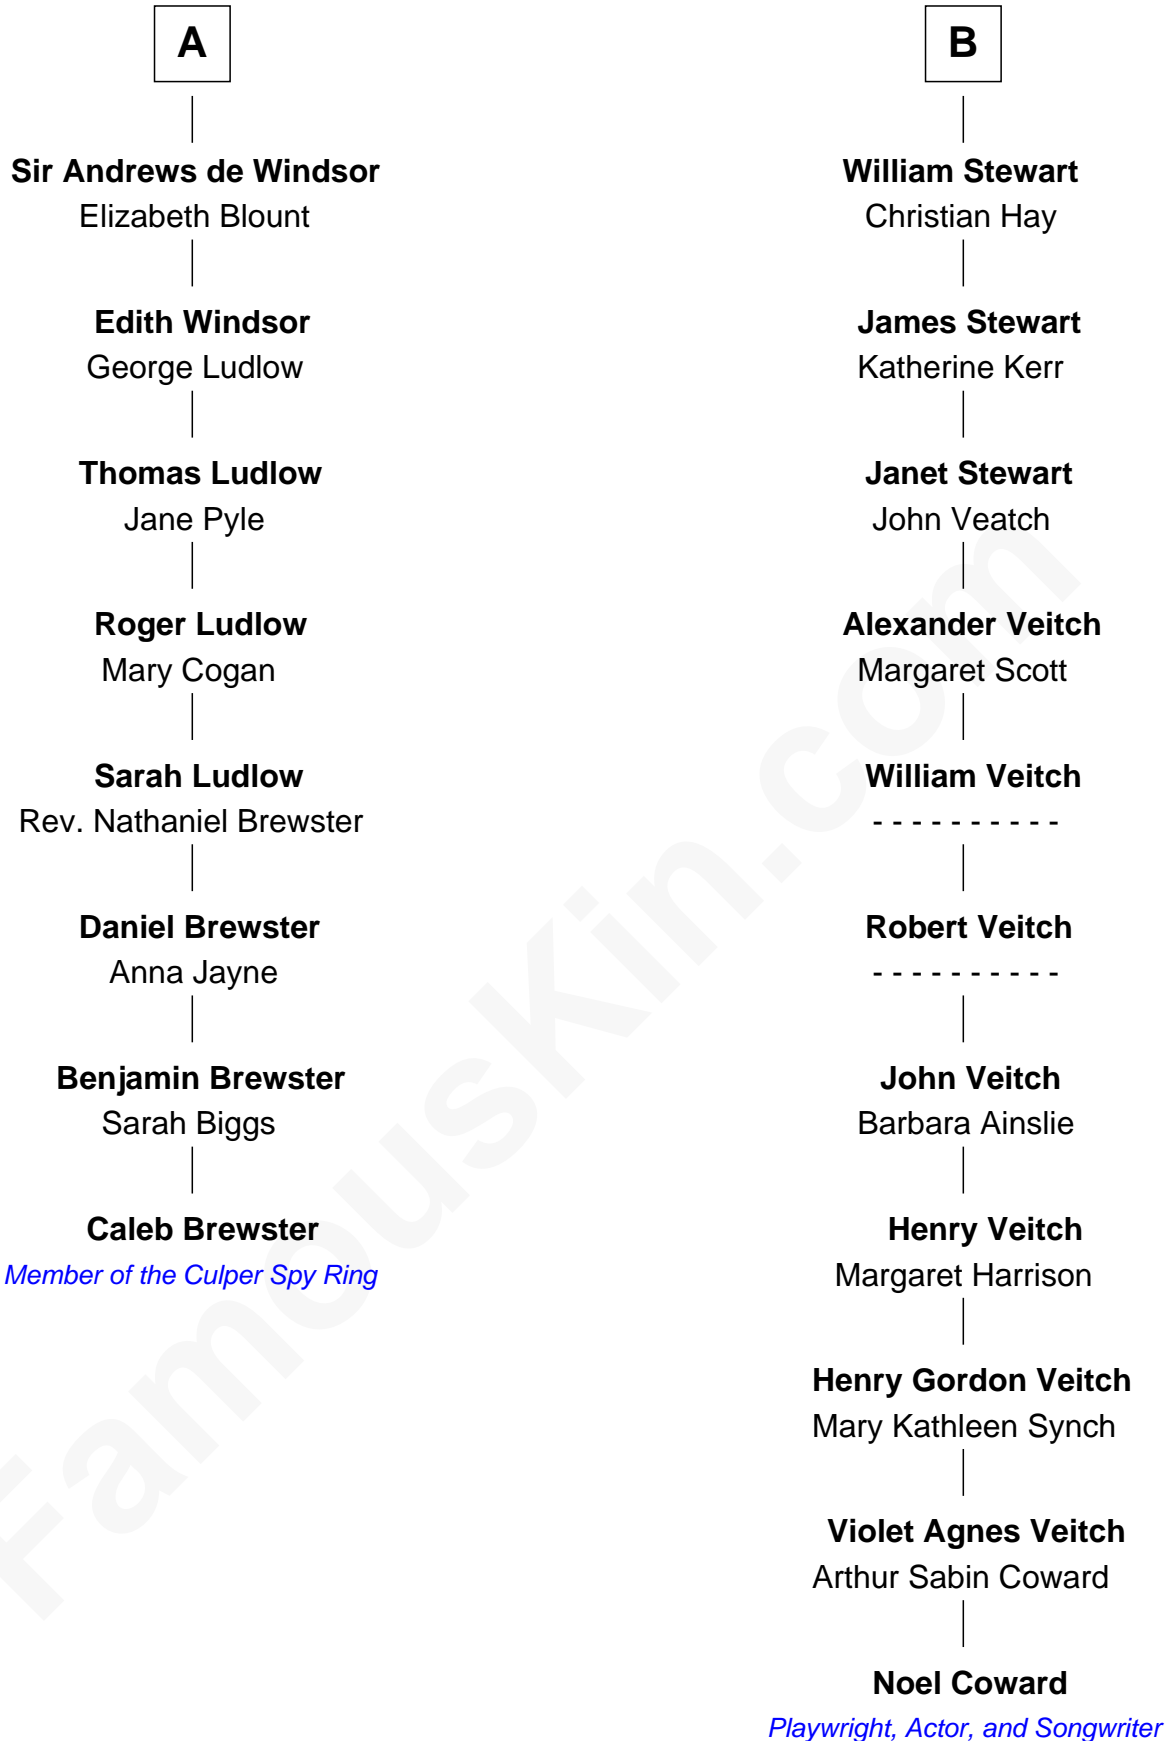 A
Sir Andrews de Windsor
Elizabeth Blount
Edith Windsor
George Ludlow
Thomas Ludlow
Jane Pyle
Roger Ludlow
Mary Cogan
Sarah Ludlow
Rev. Nathaniel Brewster
Daniel Brewster
Anna Jayne
Benjamin Brewster
Sarah Biggs
Caleb Brewster
Member of the Culper Spy Ring
B
William Stewart
Christian Hay
James Stewart
Katherine Kerr
Janet Stewart
John Veatch
Alexander Veitch
Margaret Scott
William Veitch
- - - - - - - - - -
Robert Veitch
- - - - - - - - - -
John Veitch
Barbara Ainslie
Henry Veitch
Margaret Harrison
Henry Gordon Veitch
Mary Kathleen Synch
Violet Agnes Veitch
Arthur Sabin Coward
Noel Coward
Playwright, Actor, and Songwriter
FamousKin.com